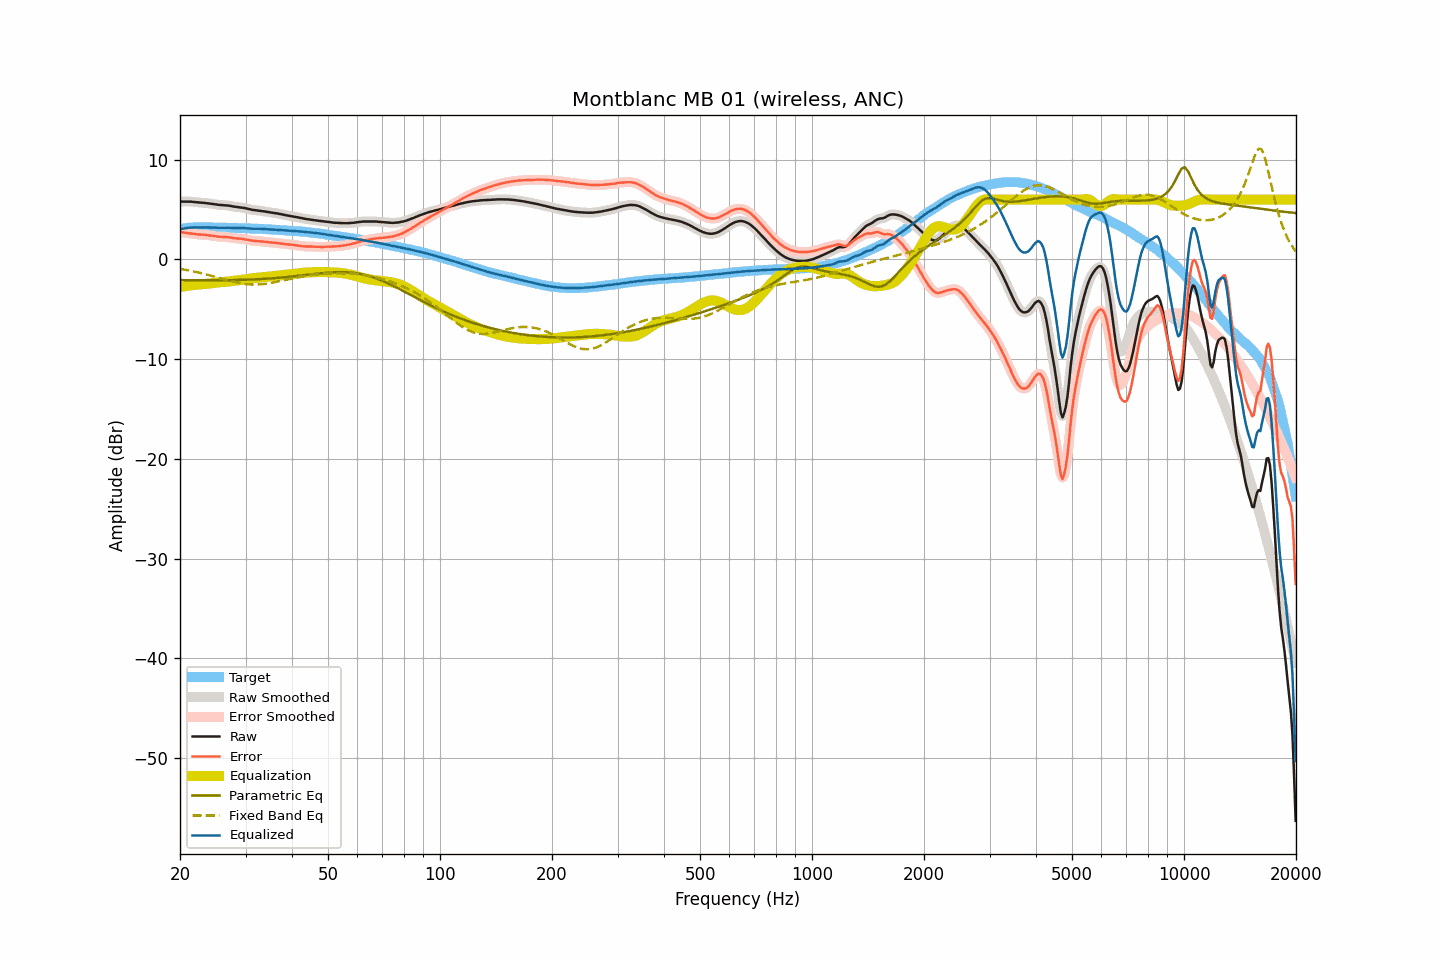 Montblanc MB 01 (wireless, ANC)
10
0
−10
−20
−30
−40
−50
Amplitude (dBr)
Target
Raw Smoothed
Error Smoothed
Raw
Error
Equalization
Parametric Eq
Fixed Band Eq
Equalized
20 50 100 200 500 1000 2000 5000 10000 20000
Frequency (Hz)